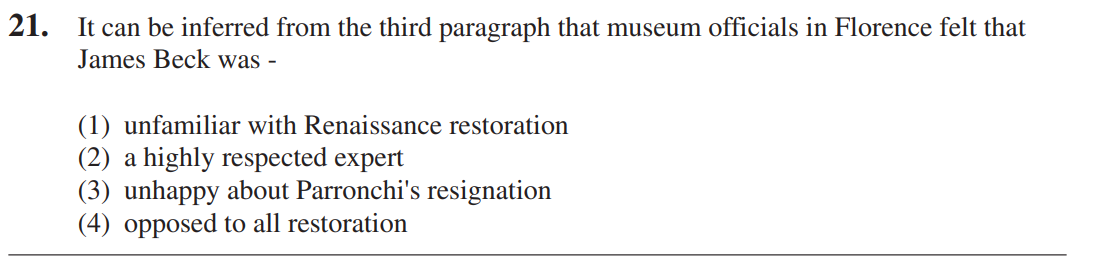 21. It can be inferred from the third paragraph that museum officials in Florence felt that
James Beck was -
(1) unfamiliar with Renaissance restoration
(2) a highly respected expert
(3) unhappy about Parronchi's resignation
(4) opposed to all restoration